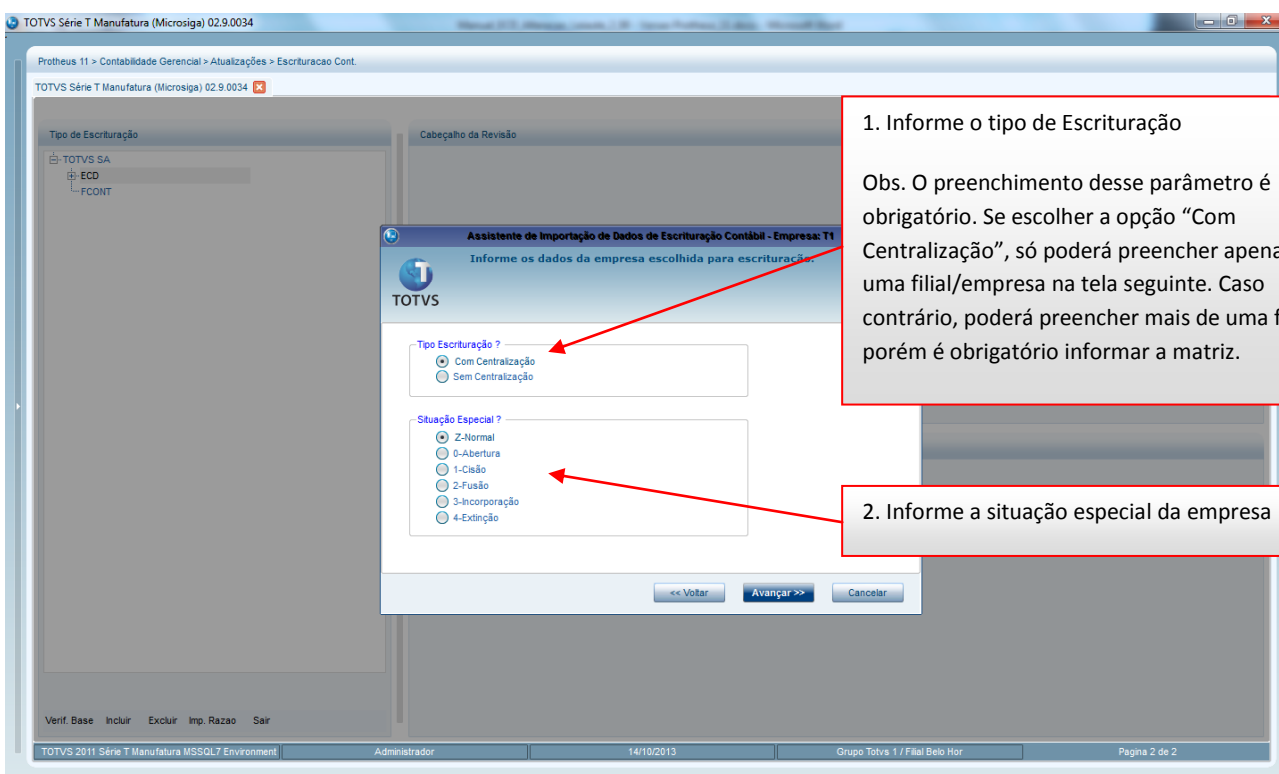 TOTVS Série T Manufatura (Microsiga) 02.9.0034
Protheus 11 > Contabilidade Gerencial > Atualizações > Escrituracao Cont.
TOTVS Série T Manufatura (Microsiga) 02.9.0034
Tipo de Escrituração
Cabeçalho da Revisão
TOTVS SA
ECD
FCONT
1. Informe o tipo de Escrituração
Obs. O preenchimento desse parâmetro é
obrigatório. Se escolher a opção “Com
Centralização”, só poderá preencher apena
uma filial/empresa na tela seguinte. Caso
contrário, poderá preencher mais de uma f
porém é obrigatório informar a matriz.
Assistente de Importação de Dados de Escrituração Contábil - Empresa: T1
Informe os dados da empresa escolhida para escrituração.
TOTVS
Tipo Escrituração ?
Com Centralização
Sem Centralização
Situação Especial ?
Z-Normal
0-Abertura
1-Cisão
2-Fusão
3-Incorporação
4-Extinção
2. Informe a situação especial da empresa
<< Voltar
Avançar >>
Cancelar
Verif. Base Incluir Excluir Imp. Razao Sair
TOTVS 2011 Série T Manufatura MSSQL7 Environment
Administrador
14/10/2013
Grupo Totvs 1 / Filial Belo Hor
Pagina 2 de 2